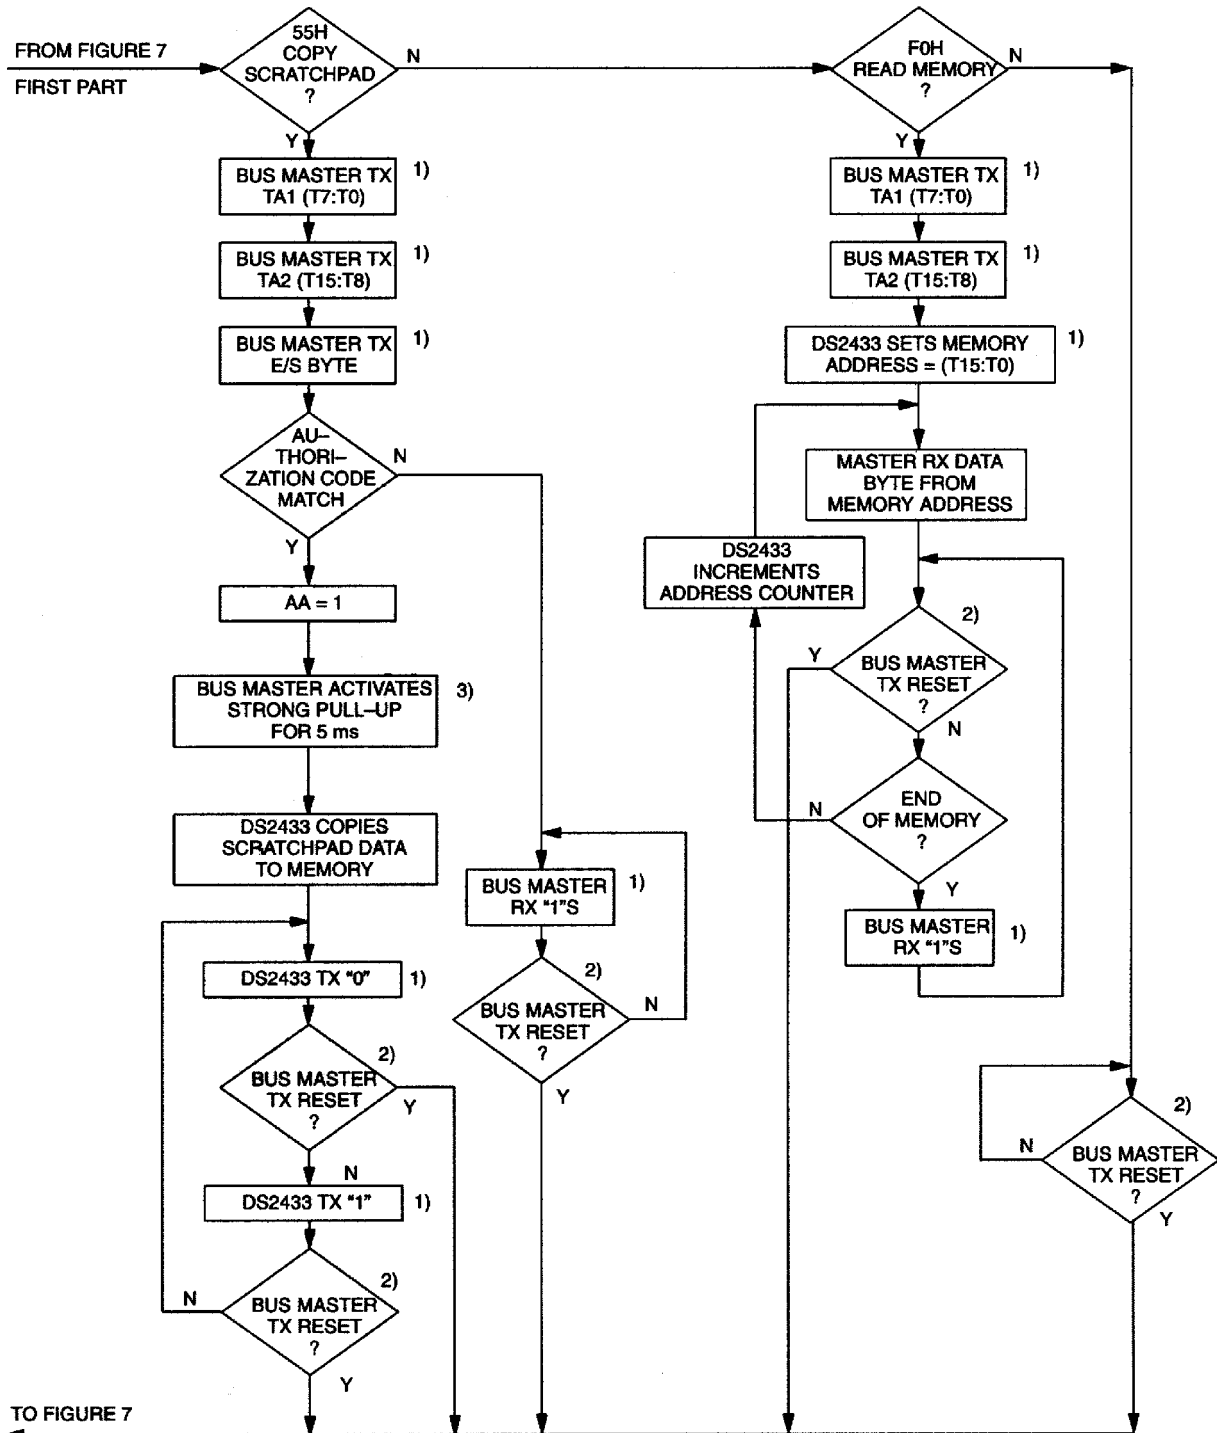 FROM FIGURE 7
FIRST PART
55H
COPY
SCRATCHPAD
?
N
Y
BUS MASTER TX
TA1 (T7:T0)
1)
BUS MASTER TX
TA2 (T15:T8)
1)
BUS MASTER TX
E/S BYTE
1)
AU–
THORI–
ZATION CODE
MATCH
N
Y
AA = 1
BUS MASTER ACTIVATES
STRONG PULL–UP
FOR 5 ms
3)
DS2433 COPIES
SCRATCHPAD DATA
TO MEMORY
DS2433 TX “0”
1)
BUS MASTER
TX RESET
?
2)
Y
N
DS2433 TX “1”
1)
BUS MASTER
TX RESET
?
2)
N
Y
BUS MASTER
RX “1”S
1)
BUS MASTER
TX RESET
?
2)
N
Y
F0H
READ MEMORY
?
N
Y
BUS MASTER TX
TA1 (T7:T0)
1)
BUS MASTER TX
TA2 (T15:T8)
1)
DS2433 SETS MEMORY
ADDRESS = (T15:T0)
1)
MASTER RX DATA
BYTE FROM
MEMORY ADDRESS
DS2433
INCREMENTS
ADDRESS COUNTER
BUS MASTER
TX RESET
?
2)
Y
N
END
OF MEMORY
?
N
Y
BUS MASTER
RX “1”S
1)
BUS MASTER
TX RESET
?
2)
N
Y
TO FIGURE 7